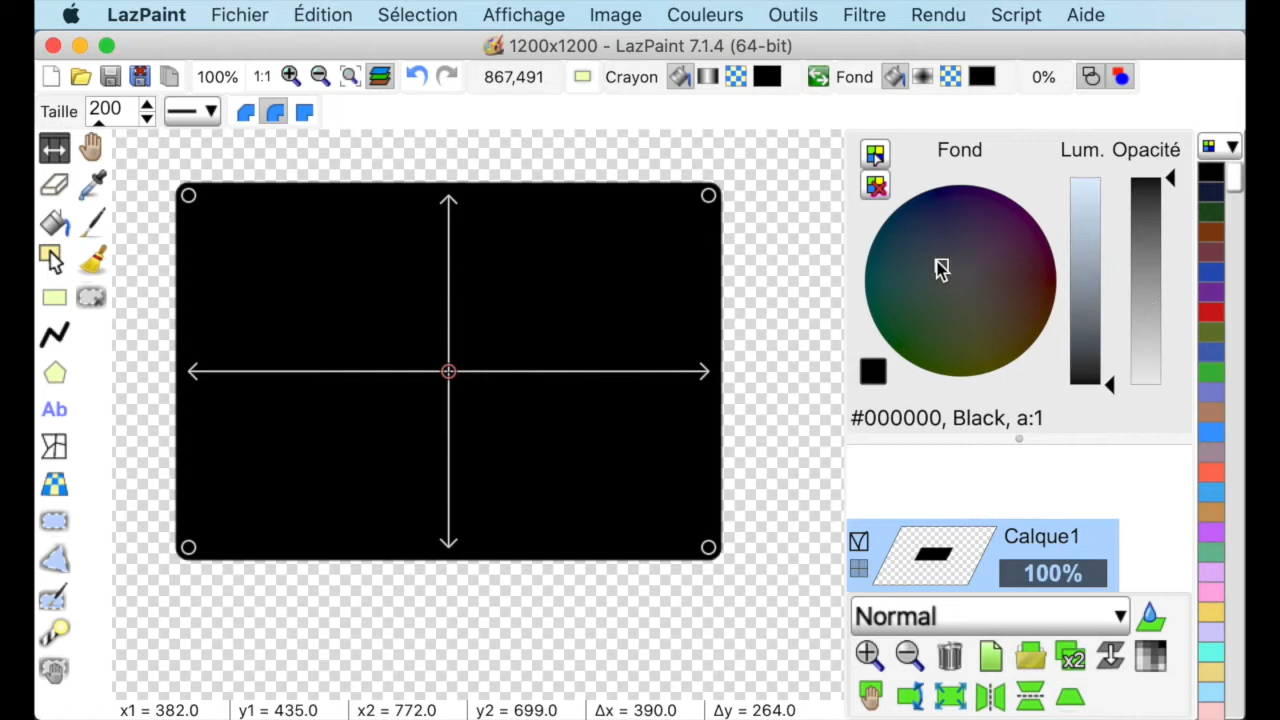 LazPaint Fichier Édition Sélection Affichage Image Couleurs Outils Filtre Rendu Script Aide
1200x1200 - LazPaint 7.1.4 (64-bit)
100% 1:1 867,491 Crayon Fond 0%
Taille 200
Fond Lum. Opacité
Ab
#000000, Black, a:1
Calque1
100%
Normal
x2
x1 = 382.0 y1 = 435.0 x2 = 772.0 y2 = 699.0 Δx = 390.0 Δy = 264.0